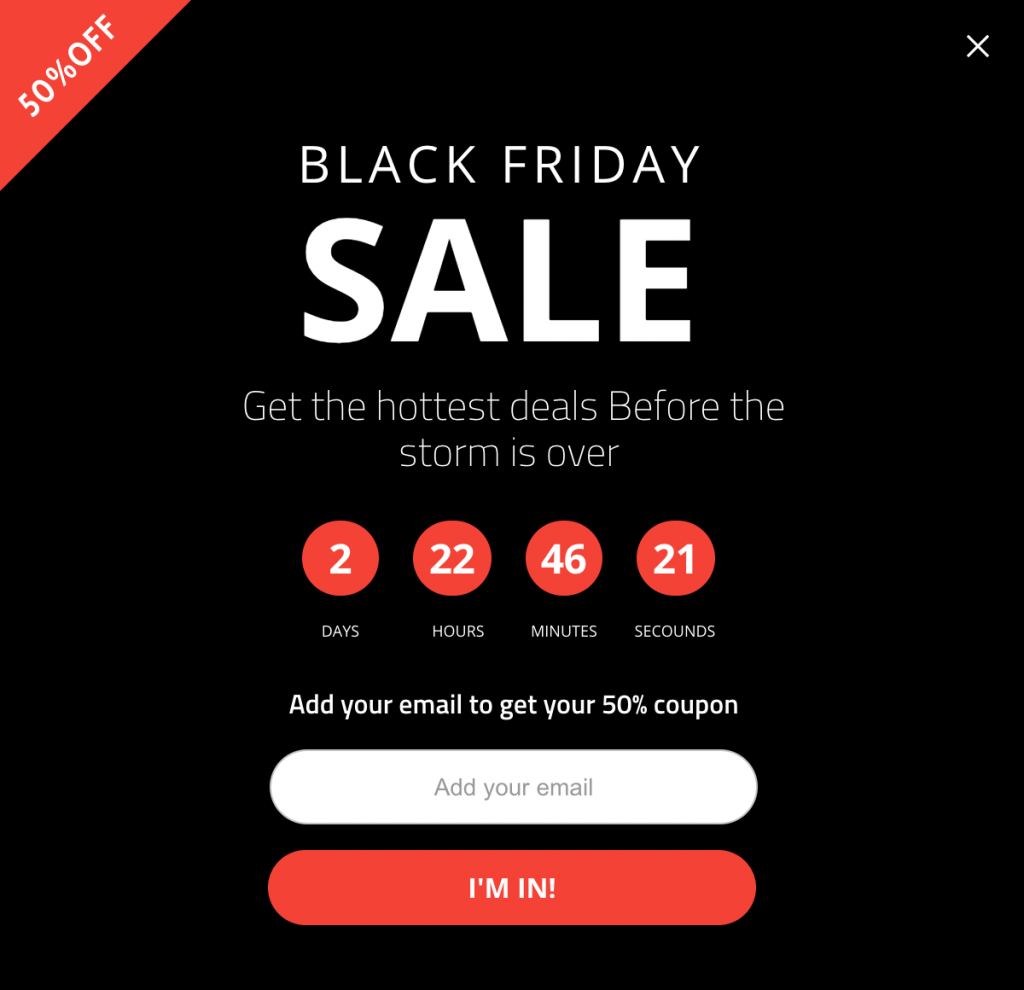 50%OFF
BLACK FRIDAY
SALE
Get the hottest deals Before the
storm is over
2 22 46 21
DAYS HOURS MINUTES SECOUNDS
Add your email to get your 50% coupon
Add your email
I'M IN!